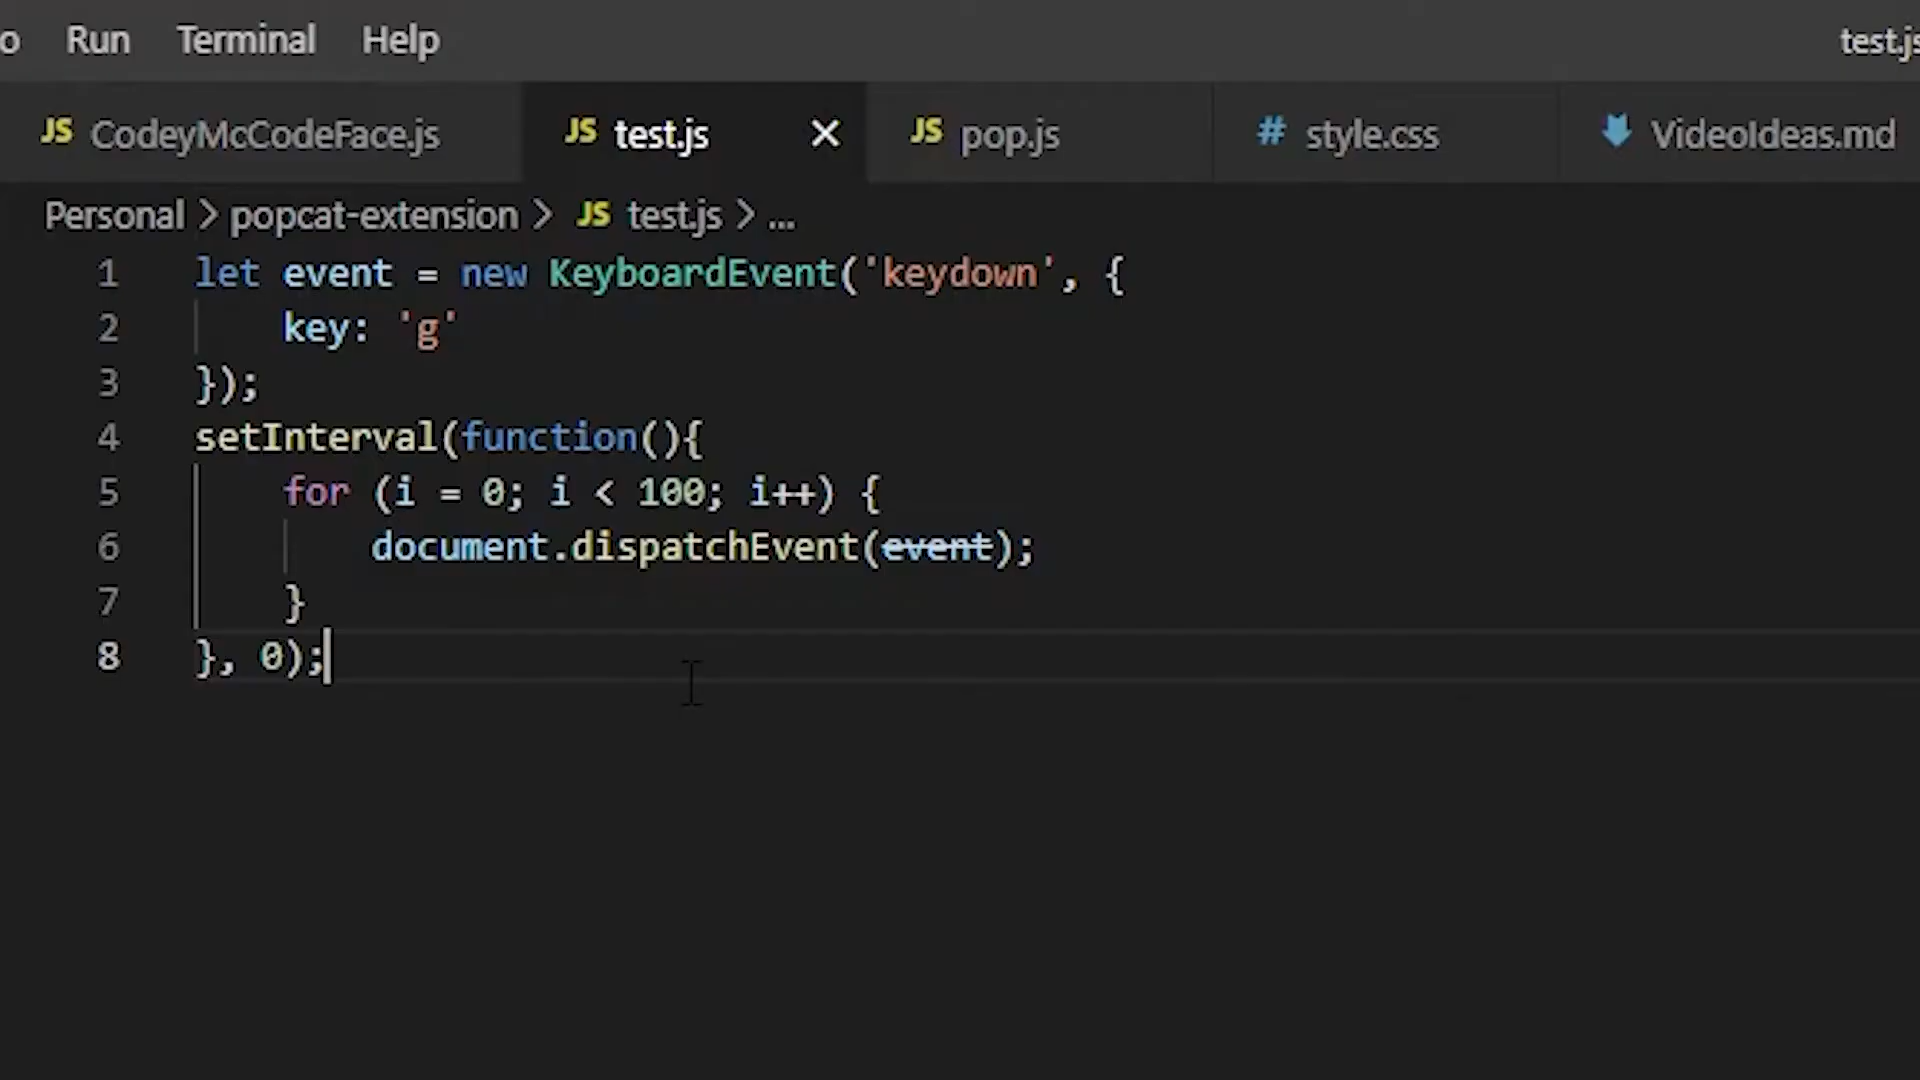 o Run Terminal Help test.js
JS CodeyMcCodeFace.js JS test.js JS pop.js # style.css VideoIdeas.md
Personal > popcat-extension > JS test.js > ...
1 let event = new KeyboardEvent('keydown', {
2     key: 'g'
3 });
4 setInterval(function(){
5     for (i = 0; i < 100; i++) {
6         document.dispatchEvent(event);
7     }
8 }, 0);